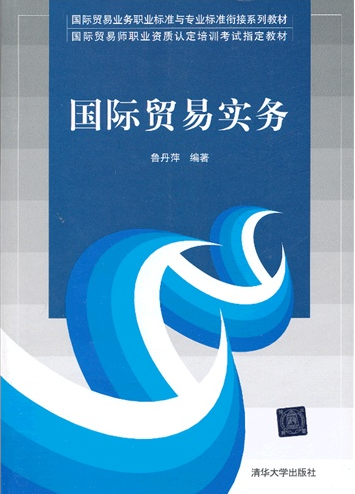 国际贸易业务职业标准与专业标准衔接系列教材
国际贸易师职业资质认定培训考试指定教材
国际贸易实务
鲁丹萍 编著
清华大学出版社